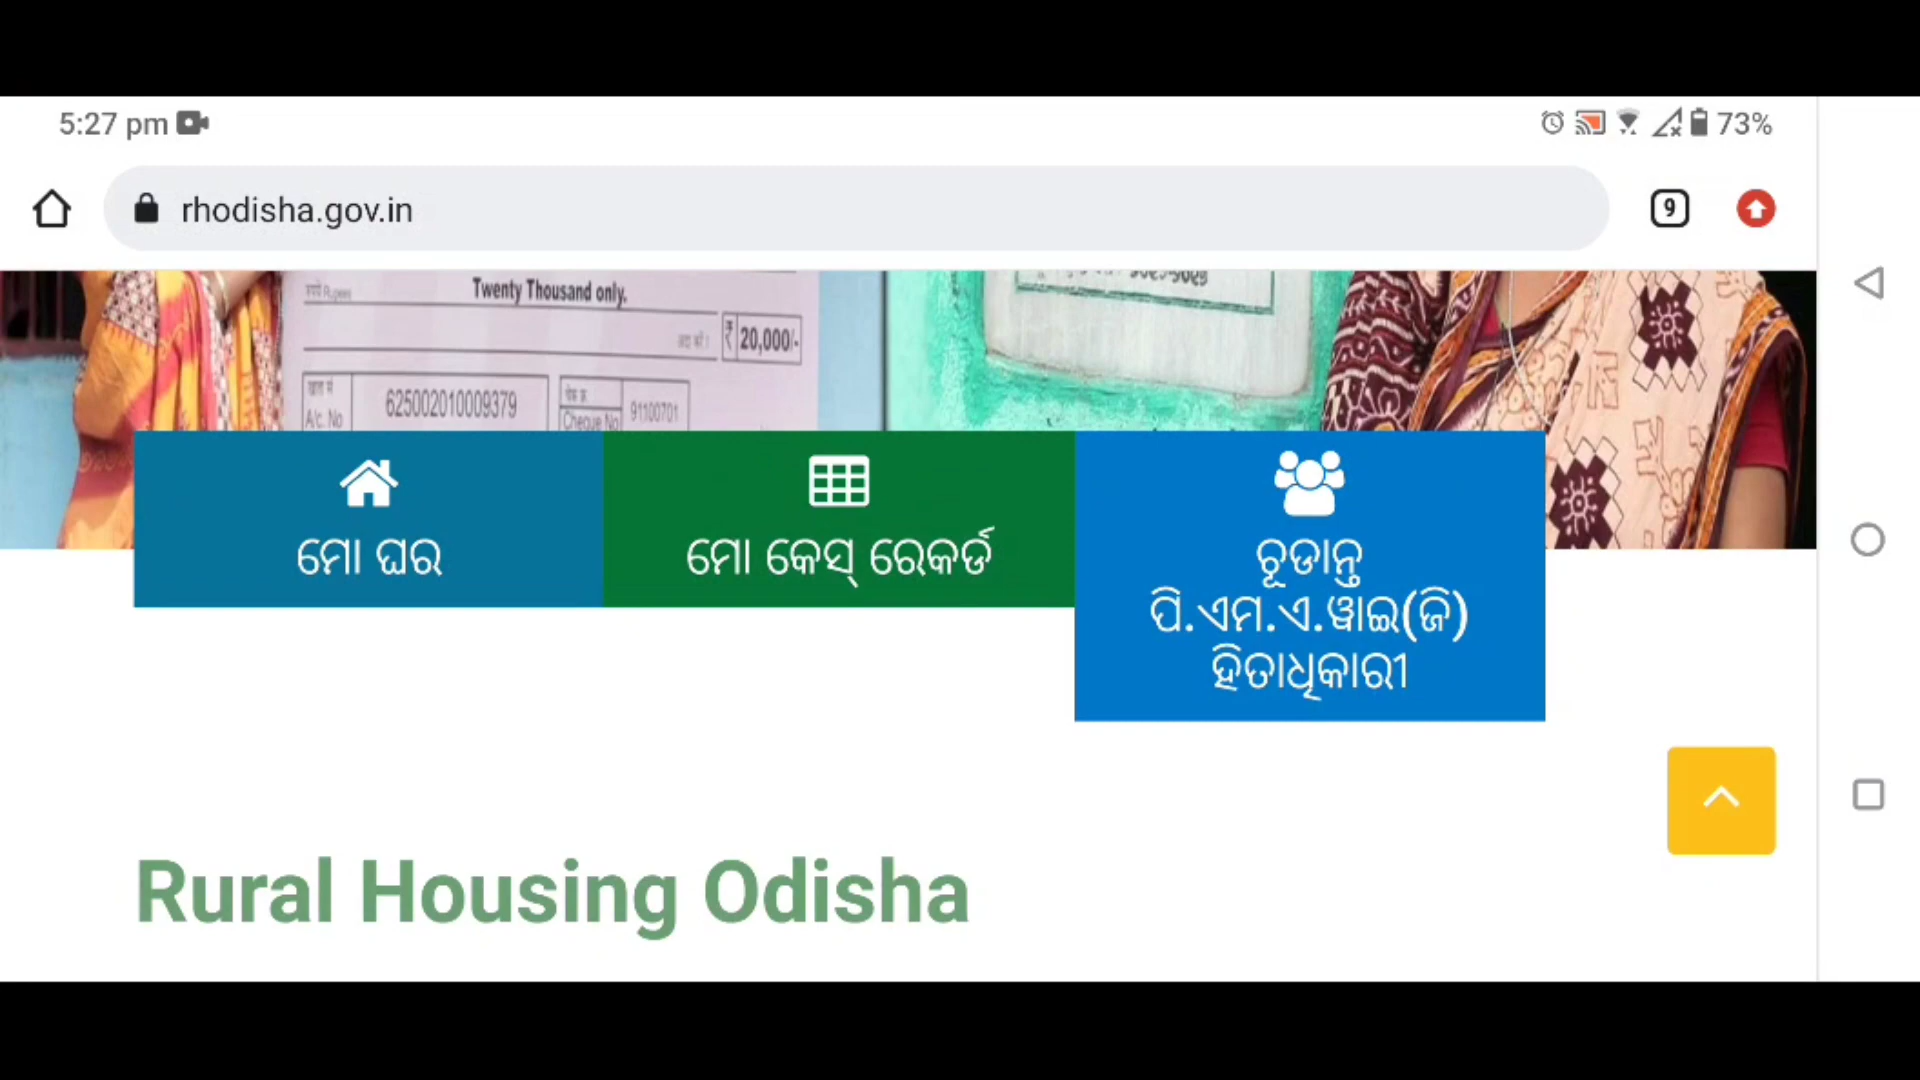 5:27 pm
73%
rhodisha.gov.in
9
Twenty Thousand only.
₹ 20,000/-
A/c. No
625002010009379
Cheque No
91100701
ମୋ ଘର
ମୋ କେସ୍ ରେକର୍ଡ
ଚୂଡାନ୍ତ
ପି.ଏମ.ଏ.ୱାଇ(ଜି)
ହିତାଧିକାରୀ
Rural Housing Odisha